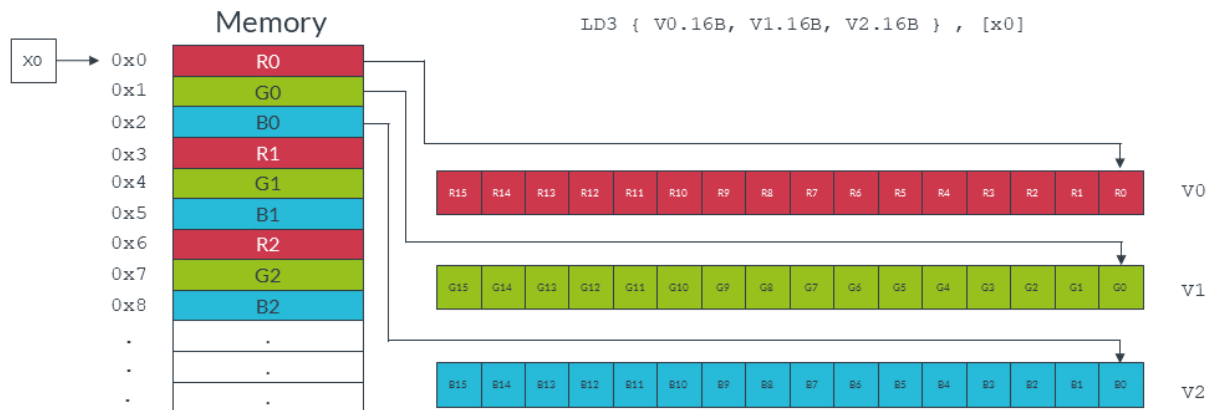 Memory
LD3 { V0.16B, V1.16B, V2.16B } , [x0]
X0
0x0 R0
0x1 G0
0x2 B0
0x3 R1
0x4 G1
0x5 B1
0x6 R2
0x7 G2
0x8 B2
. .
. .
. .
R15 R14 R13 R12 R11 R10 R9 R8 R7 R6 R5 R4 R3 R2 R1 R0 V0
G15 G14 G13 G12 G11 G10 G9 G8 G7 G6 G5 G4 G3 G2 G1 G0 V1
B15 B14 B13 B12 B11 B10 B9 B8 B7 B6 B5 B4 B3 B2 B1 B0 V2